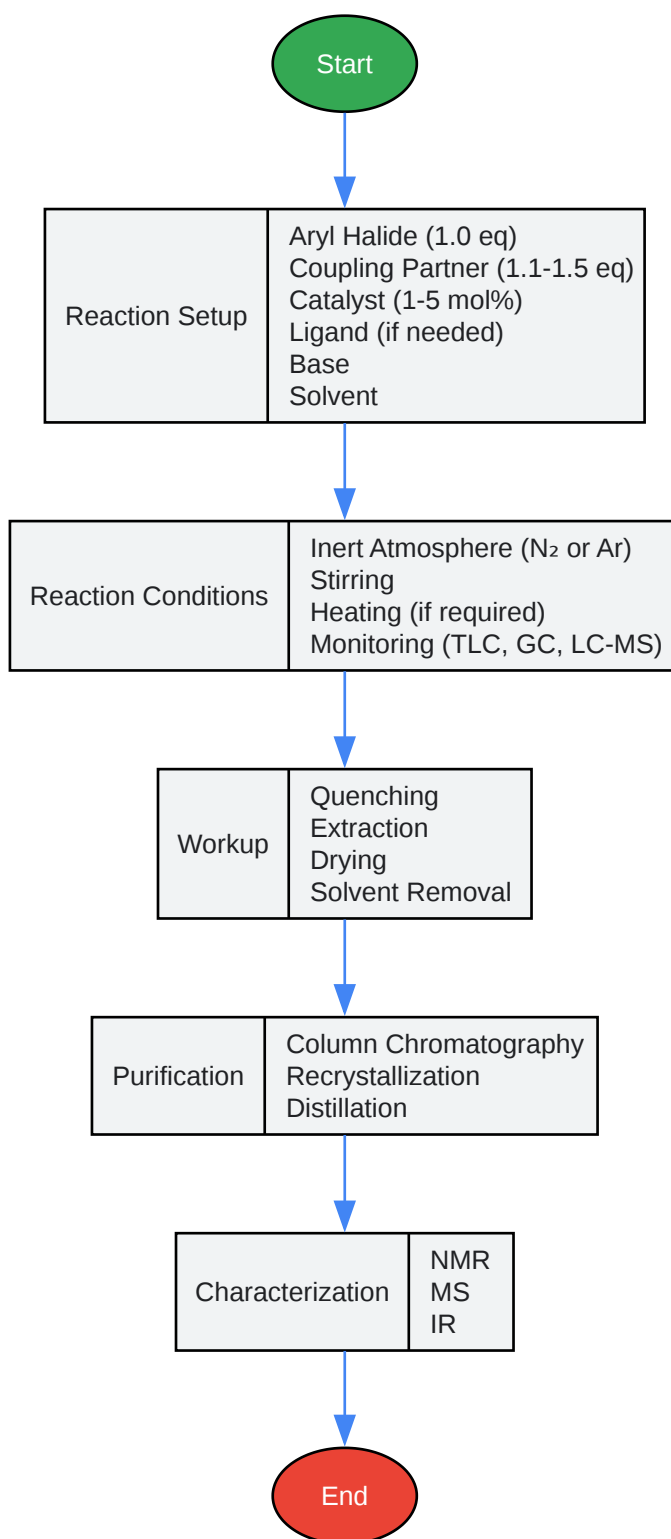 Start
Reaction Setup
Aryl Halide (1.0 eq)
Coupling Partner (1.1-1.5 eq)
Catalyst (1-5 mol%)
Ligand (if needed)
Base
Solvent
Reaction Conditions
Inert Atmosphere (N₂ or Ar)
Stirring
Heating (if required)
Monitoring (TLC, GC, LC-MS)
Workup
Quenching
Extraction
Drying
Solvent Removal
Purification
Column Chromatography
Recrystallization
Distillation
Characterization
NMR
MS
IR
End